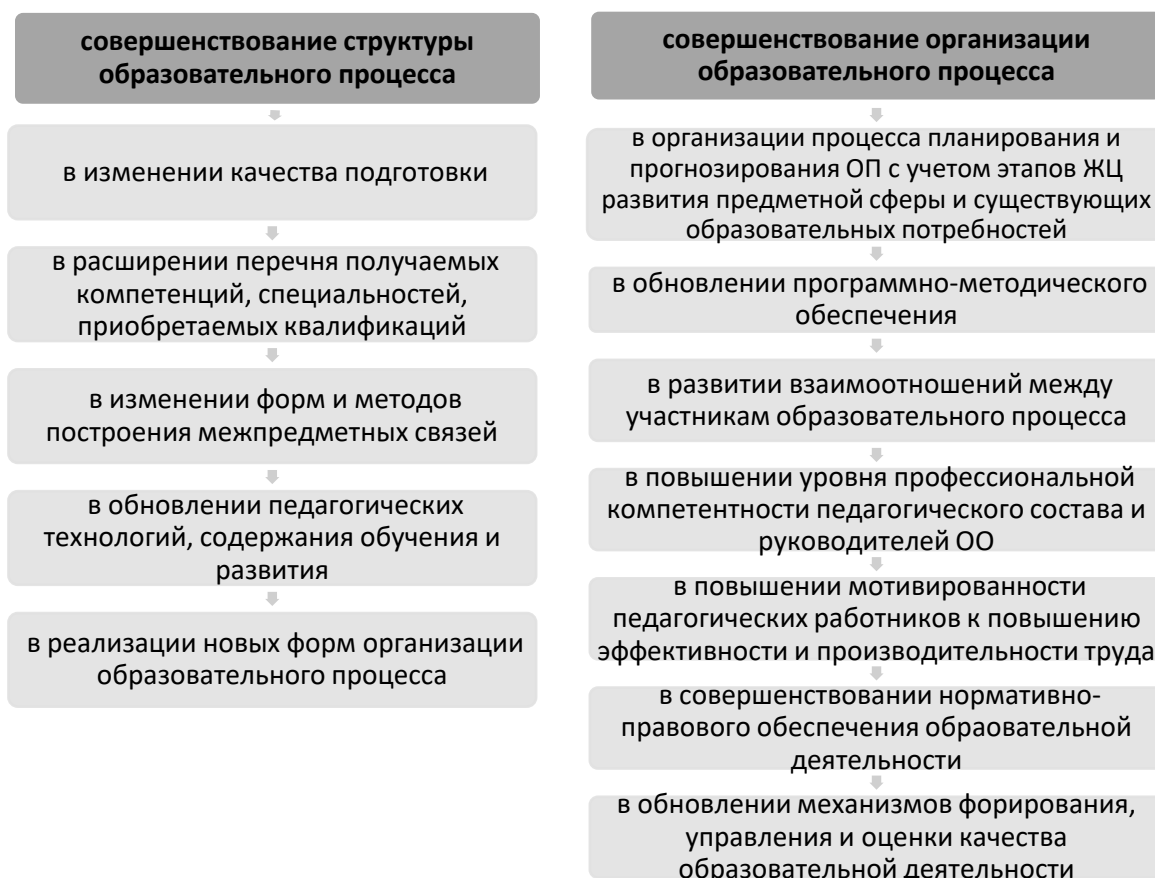 совершенствование структуры
образовательного процесса
в изменении качества подготовки
в расширении перечня получаемых
компетенций, специальностей,
приобретаемых квалификаций
в изменении форм и методов
построения межпредметных связей
в обновлении педагогических
технологий, содержания обучения и
развития
в реализации новых форм организации
образовательного процесса
совершенствование организации
образовательного процесса
в организации процесса планирования и
прогнозирования ОП с учетом этапов ЖЦ
развития предметной сферы и существующих
образовательных потребностей
в обновлении программно-методического
обеспечения
в развитии взаимоотношений между
участникам образовательного процесса
в повышении уровня профессиональной
компетентности педагогического состава и
руководителей ОО
в повышении мотивированности
педагогических работников к повышению
эффективности и производительности труда
в совершенствовании нормативно-
правового обеспечения обраовательной
деятельности
в обновлении механизмов форирования,
управления и оценки качества
образовательной деятельности